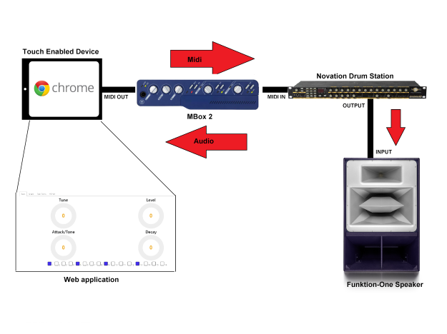 Touch Enabled Device
Midi
chrome
Novation Drum Station
MIDI OUT
MIDI IN
MBox 2
OUTPUT
Audio
INPUT
Tune
Level
0
0
Attack/Tone
Decay
0
0
Web application
Funktion-One Speaker